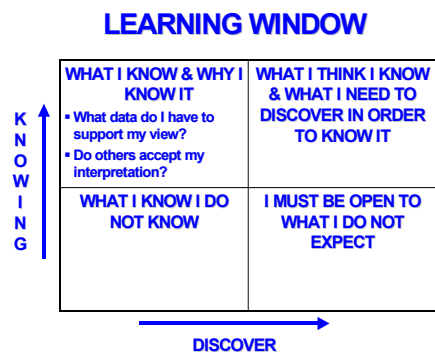 LEARNING WINDOW
WHAT I KNOW & WHY I
KNOW IT
▪ What data do I have to
support my view?
▪ Do others accept my
interpretation?
WHAT I THINK I KNOW
& WHAT I NEED TO
DISCOVER IN ORDER
TO KNOW IT
WHAT I KNOW I DO
NOT KNOW
I MUST BE OPEN TO
WHAT I DO NOT
EXPECT
K
N
O
W
I
N
G
DISCOVER